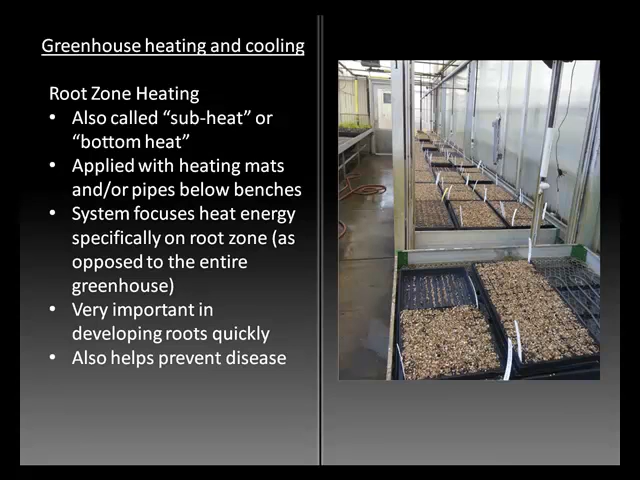 Greenhouse heating and cooling
Root Zone Heating
• Also called “sub-heat” or
“bottom heat”
• Applied with heating mats
and/or pipes below benches
• System focuses heat energy
specifically on root zone (as
opposed to the entire
greenhouse)
• Very important in
developing roots quickly
• Also helps prevent disease